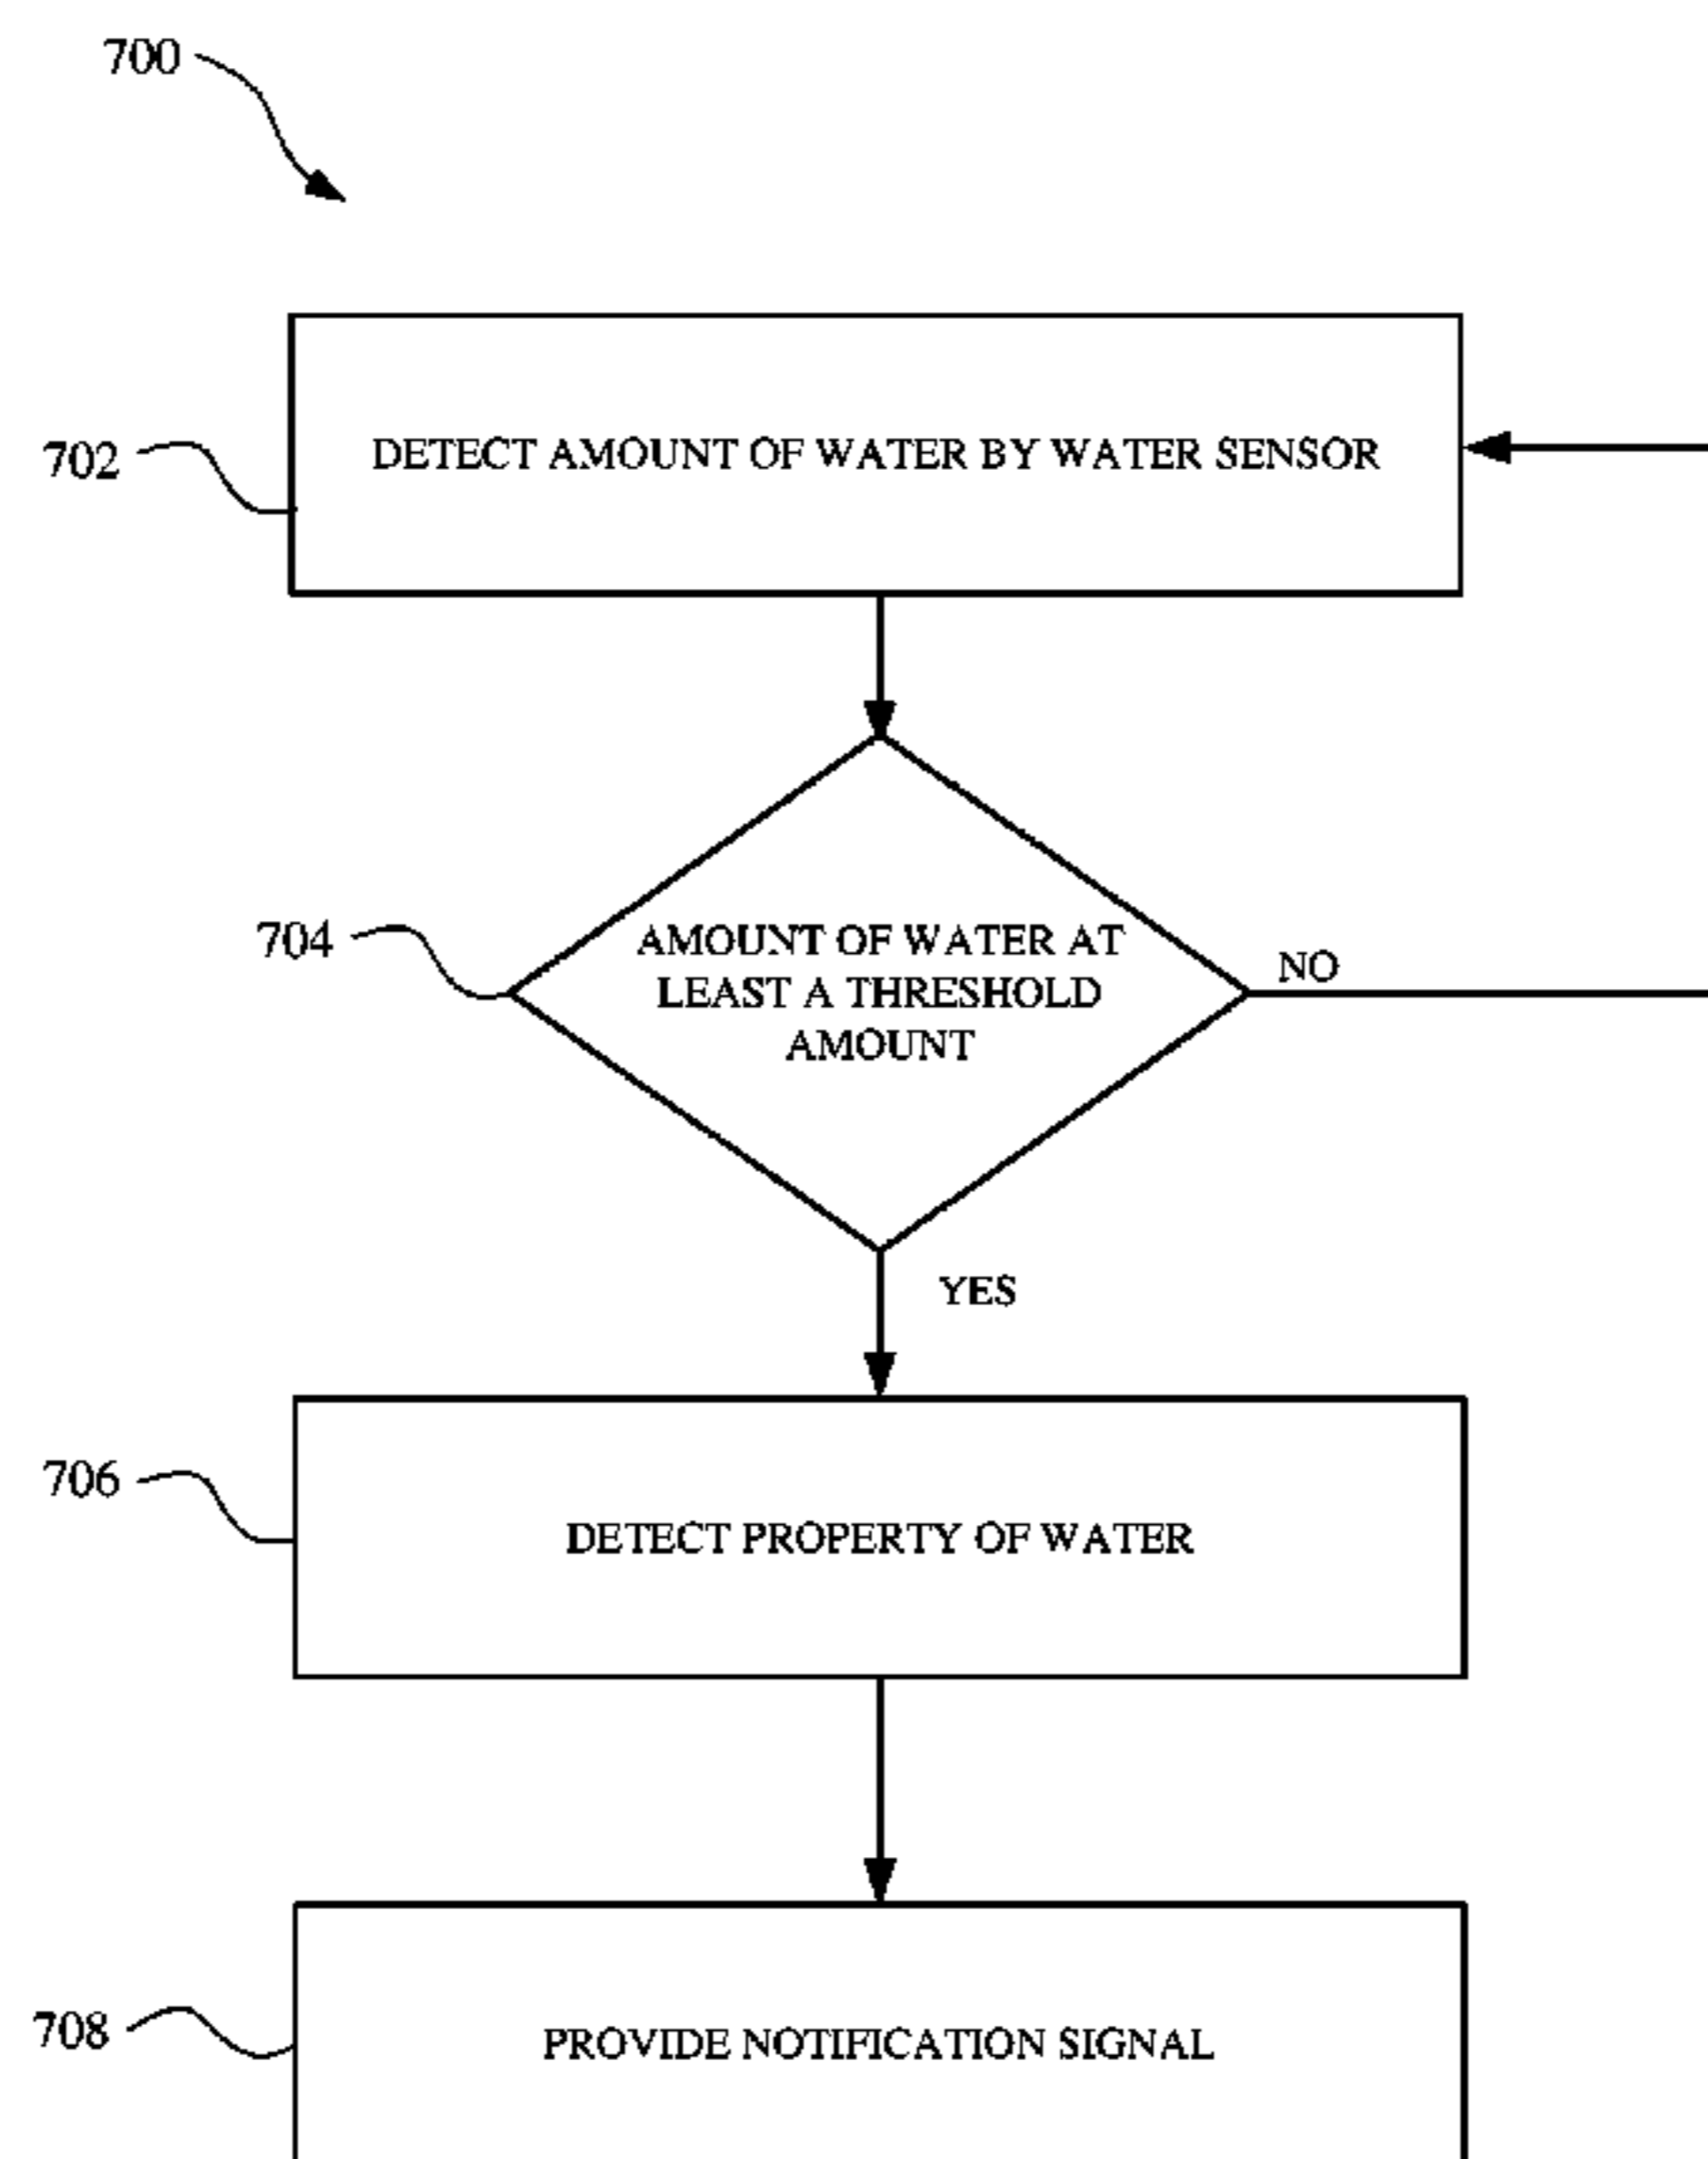 700
702
DETECT AMOUNT OF WATER BY WATER SENSOR
704
AMOUNT OF WATER AT
LEAST A THRESHOLD
AMOUNT
NO
YES
706
DETECT PROPERTY OF WATER
708
PROVIDE NOTIFICATION SIGNAL